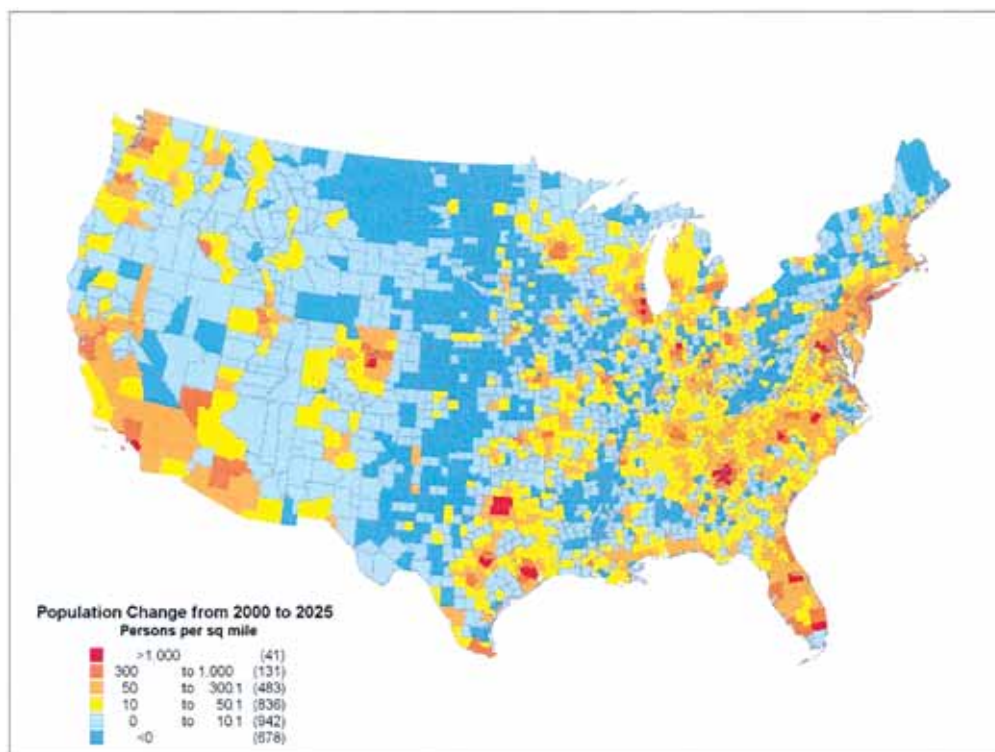 Population Change from 2000 to 2025
Persons per sq mile
>1,000 (41)
300 to 1,000 (131)
50 to 300.1 (483)
10 to 50.1 (836)
0 to 10.1 (942)
<0 (678)